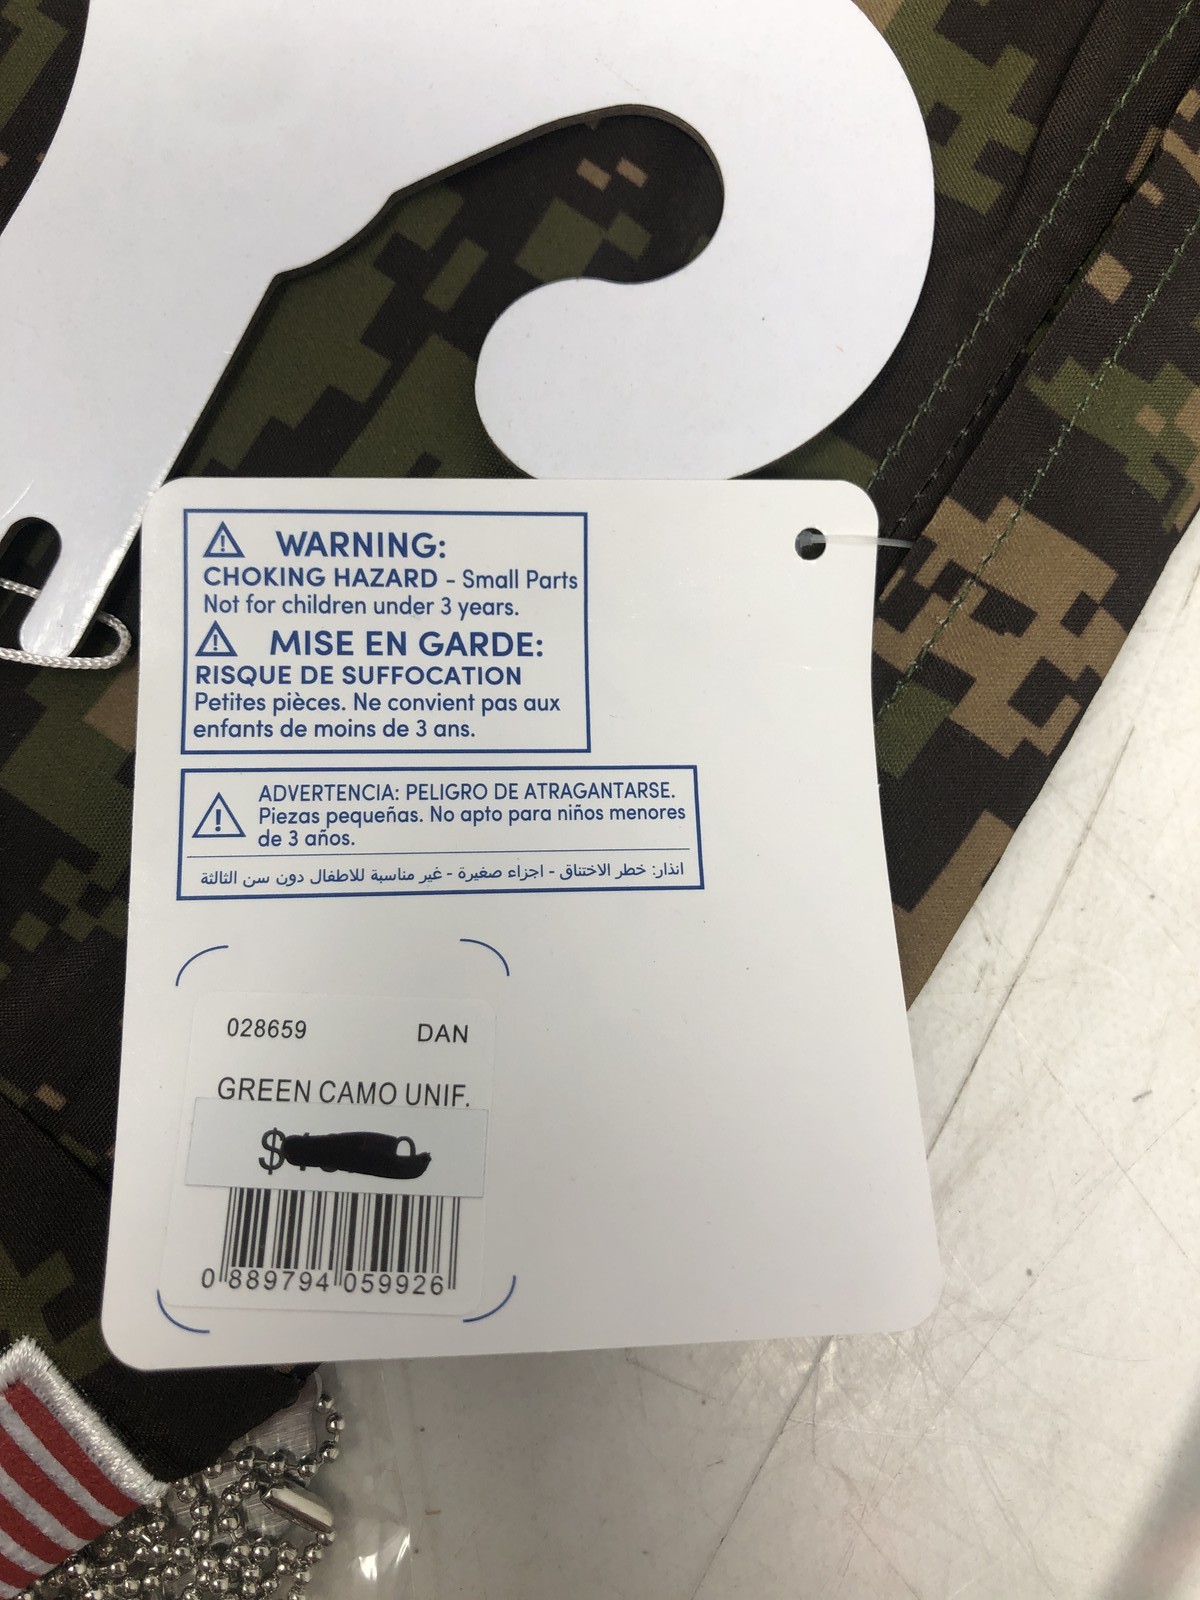 WARNING:
CHOKING HAZARD - Small Parts
Not for children under 3 years.
MISE EN GARDE:
RISQUE DE SUFFOCATION
Petites pièces. Ne convient pas aux
enfants de moins de 3 ans.
ADVERTENCIA: PELIGRO DE ATRAGANTARSE.
Piezas pequeñas. No apto para niños menores
de 3 años.
انذار: خطر الاختناق - اجزاء صغيرة - غير مناسبة للاطفال دون سن الثالثة
028659 DAN
GREEN CAMO UNIF.
$
0 889794 059926